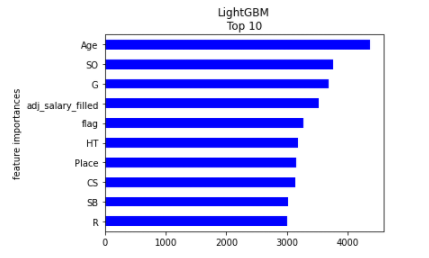 LightGBM
Top 10
feature importances
Age
SO
G
adj_salary_filled
flag
HT
Place
CS
SB
R
0 1000 2000 3000 4000